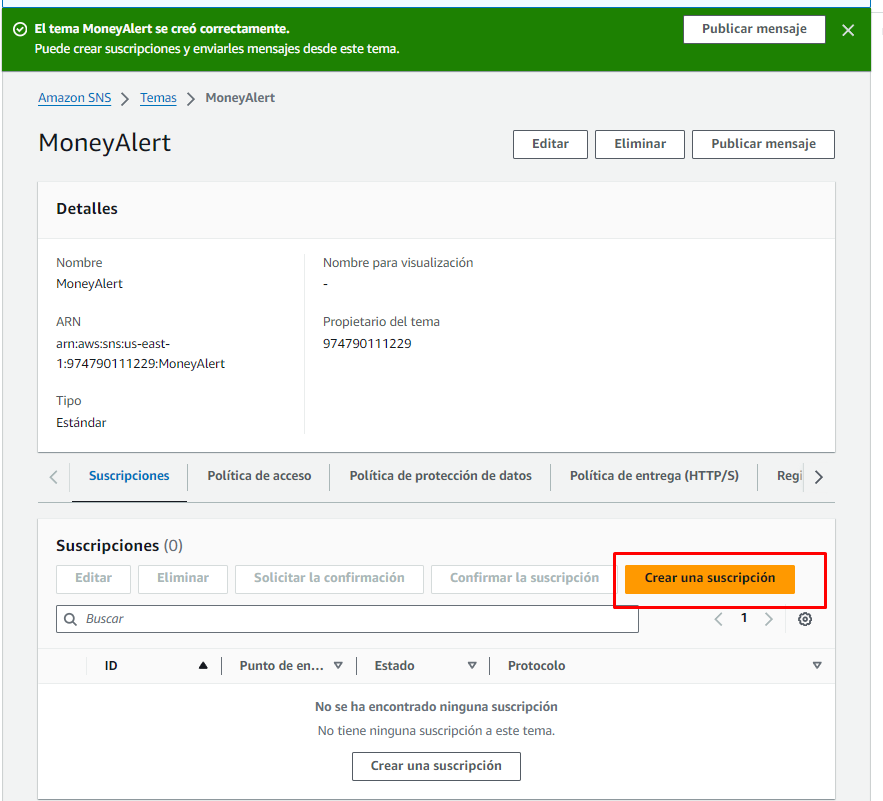 El tema MoneyAlert se creó correctamente.
Puede crear suscripciones y enviarles mensajes desde este tema.
Publicar mensaje
Amazon SNS > Temas > MoneyAlert
MoneyAlert
Editar
Eliminar
Publicar mensaje
Detalles
Nombre
MoneyAlert
ARN
arn:aws:sns:us-east-
1:974790111229:MoneyAlert
Tipo
Estándar
Nombre para visualización
-
Propietario del tema
974790111229
Suscripciones
Política de acceso
Política de protección de datos
Política de entrega (HTTP/S)
Regi
Suscripciones (0)
Editar
Eliminar
Solicitar la confirmación
Confirmar la suscripción
Crear una suscripción
Buscar
1
ID
Punto de en...
Estado
Protocolo
No se ha encontrado ninguna suscripción
No tiene ninguna suscripción a este tema.
Crear una suscripción